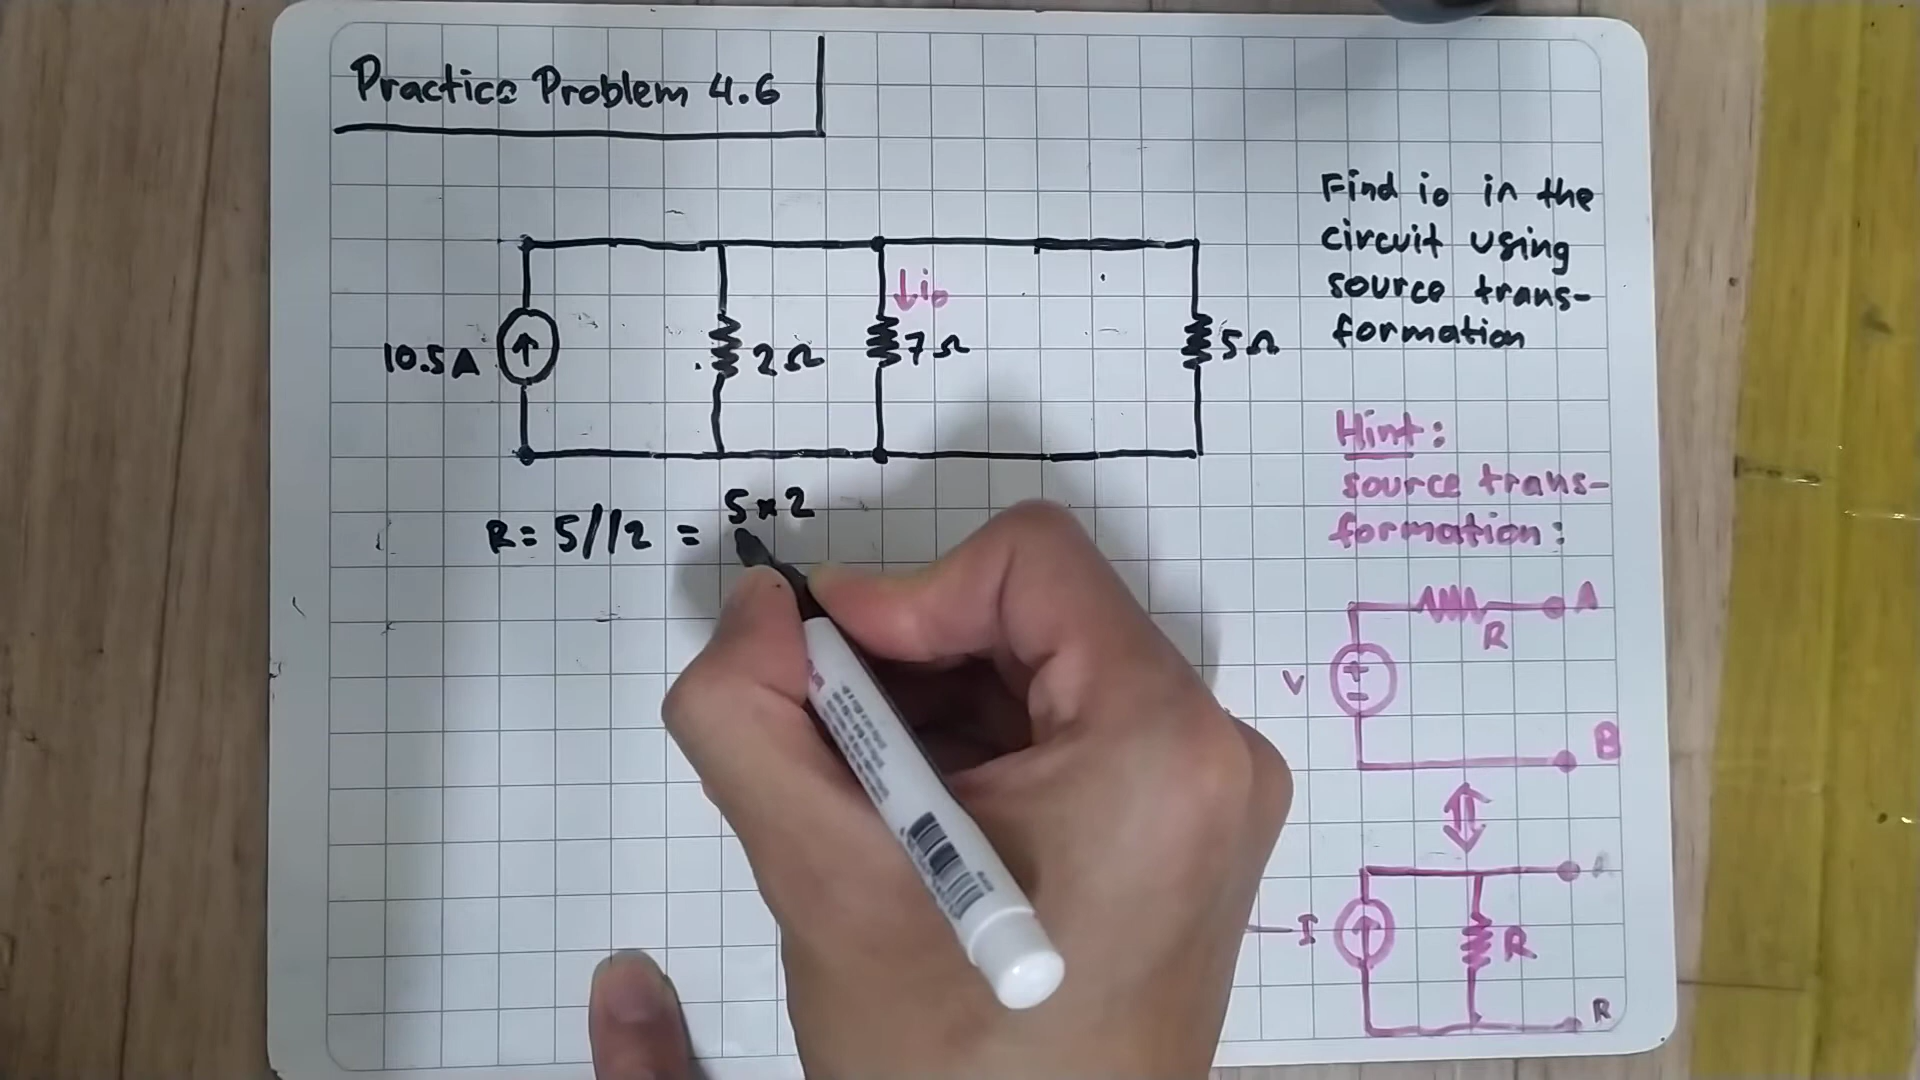 Practice Problem 4.6
Find io in the
circuit using
source trans-
formation
↓io
10.5A
2Ω
7Ω
5Ω
Hint:
source trans-
formation:
R = 5//2 = 5×2
A
R
V
B
A
I
R
R